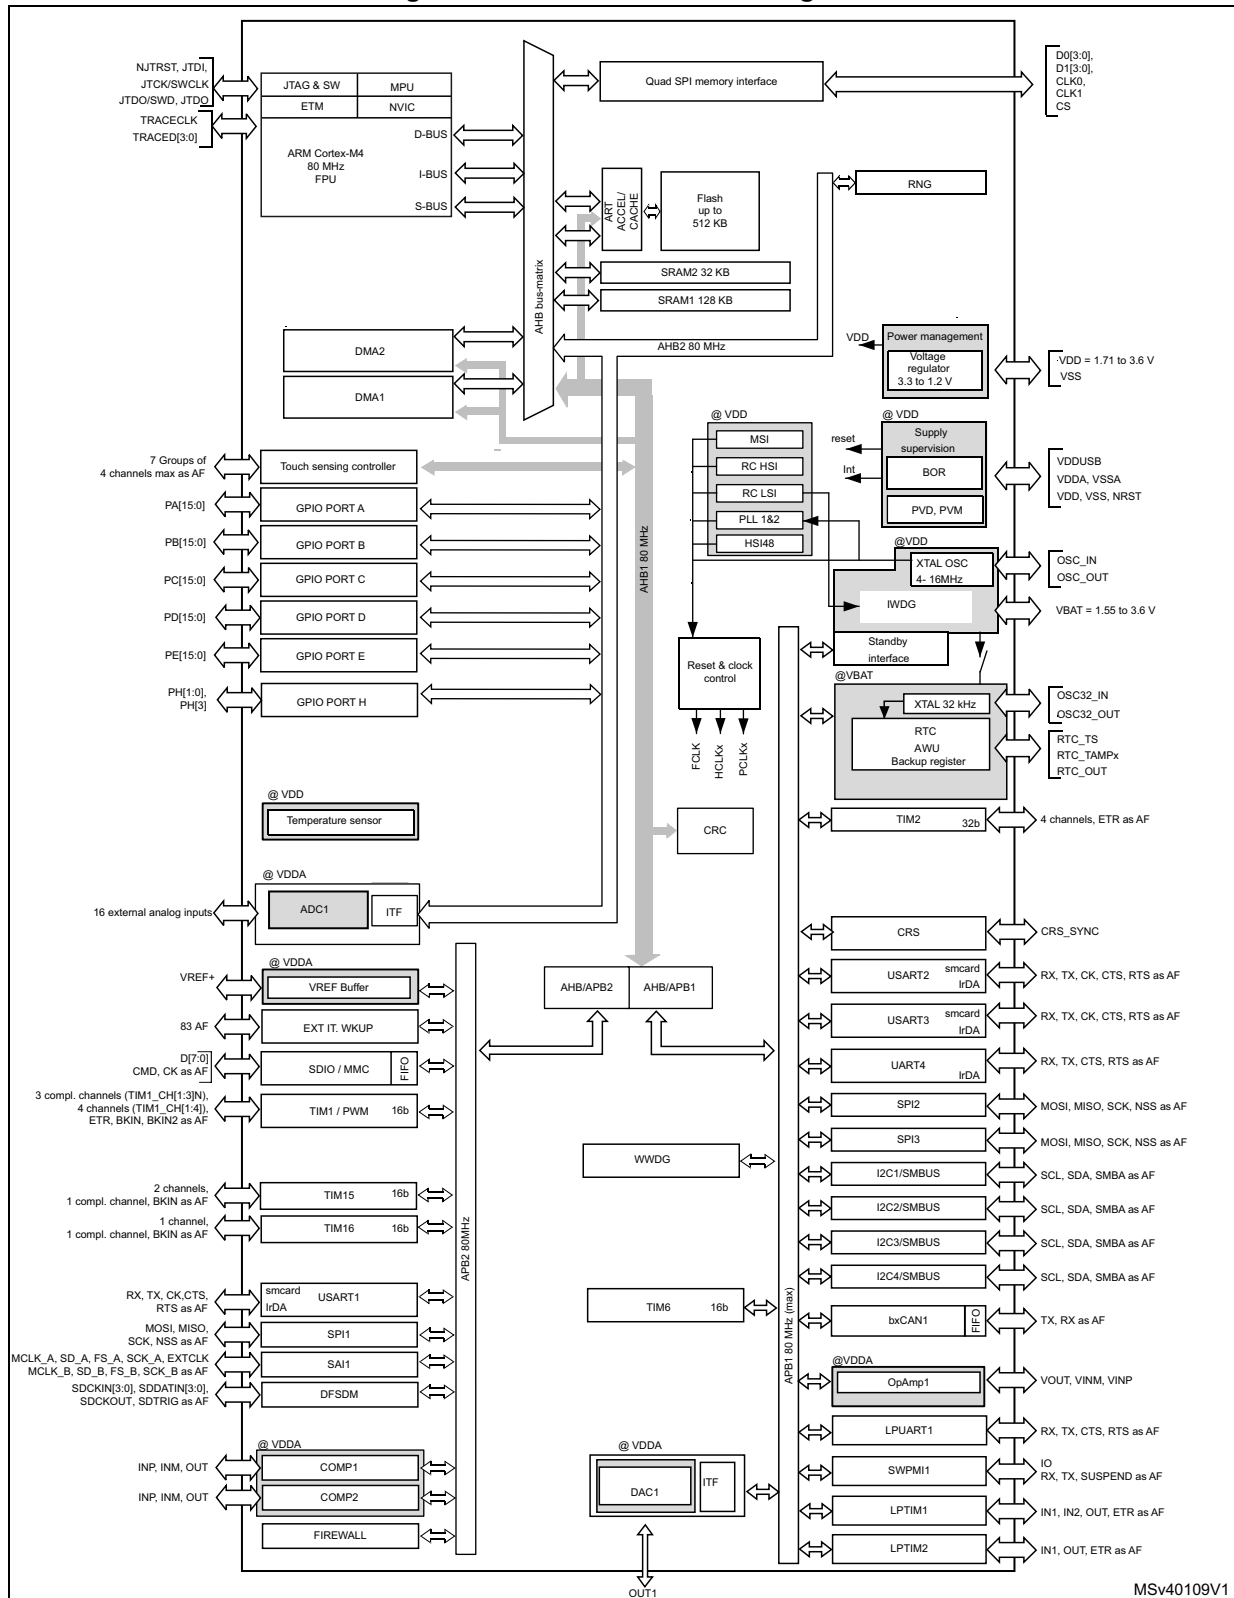 NJTRST, JTDI,
JTCK/SWCLK
JTDO/SWD, JTDO
TRACECLK
TRACED[3:0]
JTAG & SW
MPU
ETM
NVIC
ARM Cortex-M4
80 MHz
FPU
D-BUS
I-BUS
S-BUS
AHB bus-matrix
Quad SPI memory interface
D0[3:0],
D1[3:0],
CLK0,
CLK1
CS
ART
ACCEL/
CACHE
Flash
up to
512 KB
RNG
SRAM2 32 KB
SRAM1 128 KB
AHB2 80 MHz
DMA2
DMA1
VDD
Power management
Voltage
regulator
3.3 to 1.2 V
VDD = 1.71 to 3.6 V
VSS
@ VDD
MSI
RC HSI
RC LSI
PLL 1&2
HSI48
@ VDD
reset
Int
Supply
supervision
BOR
PVD, PVM
VDDUSB
VDDA, VSSA
VDD, VSS, NRST
7 Groups of
4 channels max as AF
Touch sensing controller
PA[15:0]
GPIO PORT A
PB[15:0]
GPIO PORT B
PC[15:0]
GPIO PORT C
PD[15:0]
GPIO PORT D
PE[15:0]
GPIO PORT E
PH[1:0],
PH[3]
GPIO PORT H
AHB1 80 MHz
@VDD
XTAL OSC
4- 16MHz
IWDG
OSC_IN
OSC_OUT
VBAT = 1.55 to 3.6 V
Standby
interface
Reset & clock
control
FCLK
HCLKx
PCLKx
@VBAT
XTAL 32 kHz
RTC
AWU
Backup register
OSC32_IN
OSC32_OUT
RTC_TS
RTC_TAMPx
RTC_OUT
@ VDD
Temperature sensor
CRC
TIM2
32b
4 channels, ETR as AF
@ VDDA
16 external analog inputs
ADC1
ITF
CRS
CRS_SYNC
@ VDDA
VREF+
VREF Buffer
AHB/APB2
AHB/APB1
USART2
smcard
IrDA
RX, TX, CK, CTS, RTS as AF
83 AF
EXT IT. WKUP
USART3
smcard
IrDA
RX, TX, CK, CTS, RTS as AF
D[7:0]
CMD, CK as AF
SDIO / MMC
FIFO
UART4
IrDA
RX, TX, CTS, RTS as AF
3 compl. channels (TIM1_CH[1:3]N),
4 channels (TIM1_CH[1:4]),
ETR, BKIN, BKIN2 as AF
TIM1 / PWM
16b
SPI2
MOSI, MISO, SCK, NSS as AF
SPI3
MOSI, MISO, SCK, NSS as AF
WWDG
I2C1/SMBUS
SCL, SDA, SMBA as AF
2 channels,
1 compl. channel, BKIN as AF
TIM15
16b
I2C2/SMBUS
SCL, SDA, SMBA as AF
1 channel,
1 compl. channel, BKIN as AF
TIM16
16b
I2C3/SMBUS
SCL, SDA, SMBA as AF
APB2 80MHz
I2C4/SMBUS
SCL, SDA, SMBA as AF
RX, TX, CK,CTS,
RTS as AF
smcard
IrDA
USART1
TIM6
16b
APB1 80 MHz (max)
bxCAN1
FIFO
TX, RX as AF
MOSI, MISO,
SCK, NSS as AF
SPI1
MCLK_A, SD_A, FS_A, SCK_A, EXTCLK
MCLK_B, SD_B, FS_B, SCK_B as AF
SAI1
@VDDA
OpAmp1
VOUT, VINM, VINP
SDCKIN[3:0], SDDATIN[3:0],
SDCKOUT, SDTRIG as AF
DFSDM
LPUART1
RX, TX, CTS, RTS as AF
@ VDDA
INP, INM, OUT
COMP1
INP, INM, OUT
COMP2
@ VDDA
DAC1
ITF
SWPMI1
IO
RX, TX, SUSPEND as AF
LPTIM1
IN1, IN2, OUT, ETR as AF
FIREWALL
LPTIM2
IN1, OUT, ETR as AF
OUT1
MSv40109V1